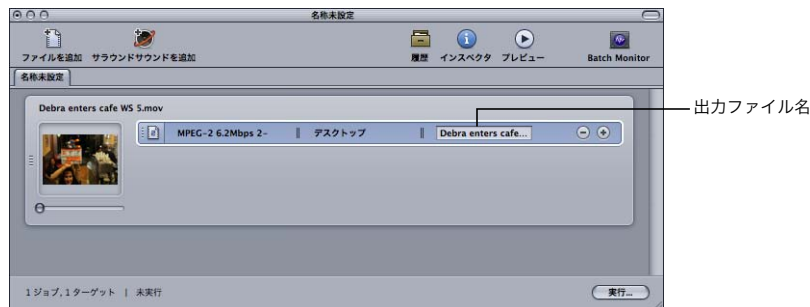 名称未設定
ファイルを追加 サラウンドサウンドを追加 履歴 インスペクタ プレビュー Batch Monitor
名称未設定
Debra enters cafe WS 5.mov
出力ファイル名
MPEG-2 6.2Mbps 2- デスクトップ Debra enters cafe...
1 ジョブ, 1 ターゲット | 未実行 実行...